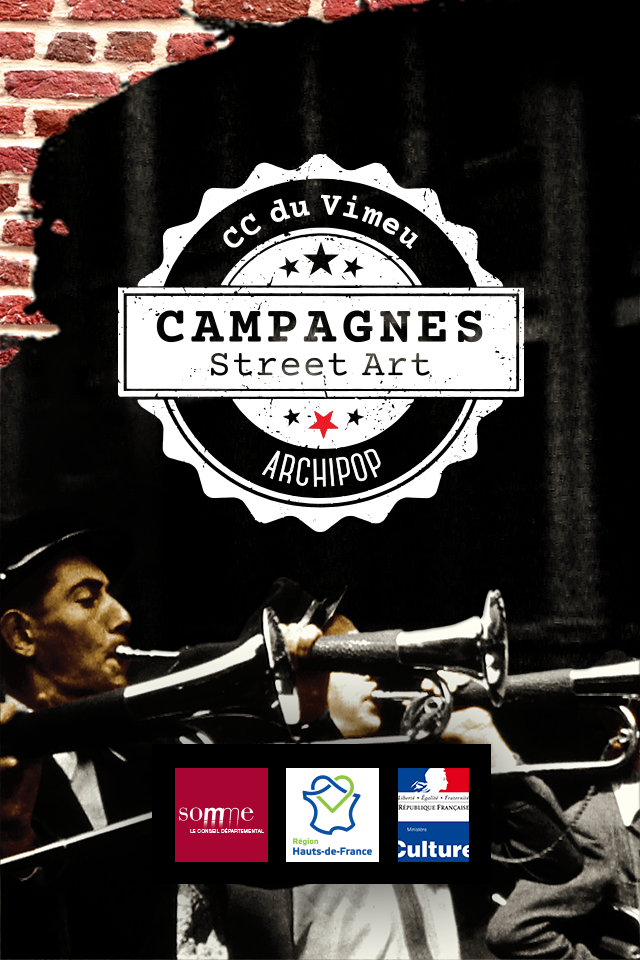 CC du Vimeu
CAMPAGNES
Street Art
ARCHIPOP
somme
LE CONSEIL DÉPARTEMENTAL
Région
Hauts-de-France
Liberté • Égalité • Fraternité
RÉPUBLIQUE FRANÇAISE
Ministère
Culture